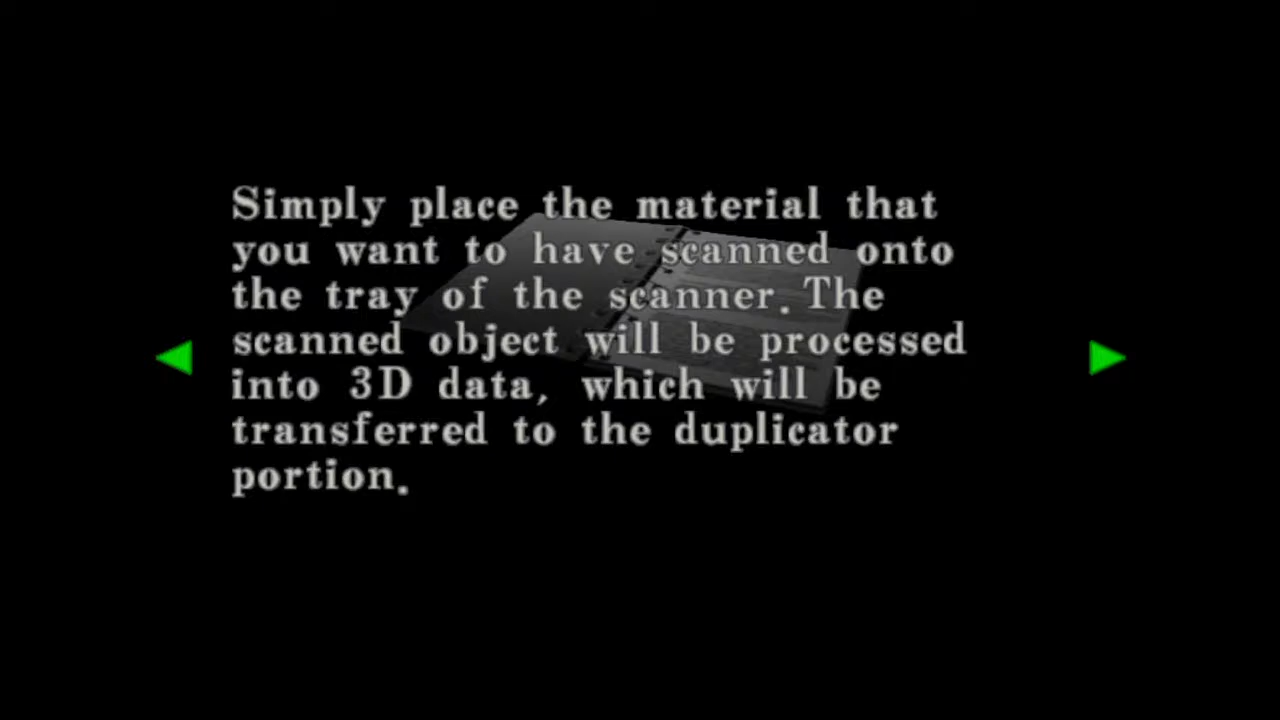 Simply place the material that
you want to have scanned onto
the tray of the scanner. The
scanned object will be processed
into 3D data, which will be
transferred to the duplicator
portion.